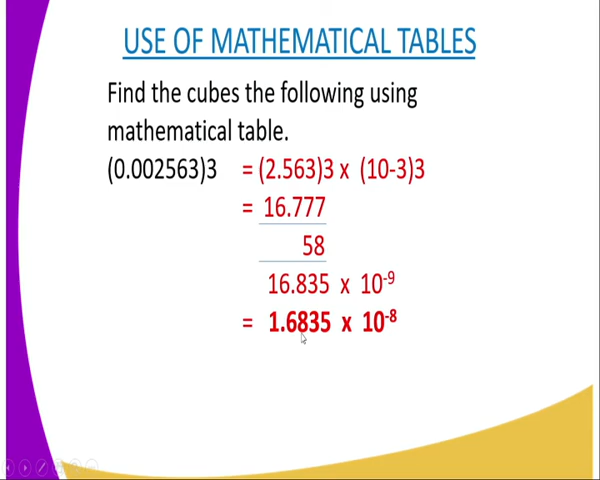 USE OF MATHEMATICAL TABLES
Find the cubes the following using
mathematical table.
(0.002563)3 = (2.563)3 x (10-3)3
= 16.777
58
16.835 x 10⁻⁹
= 1.6835 x 10⁻⁸